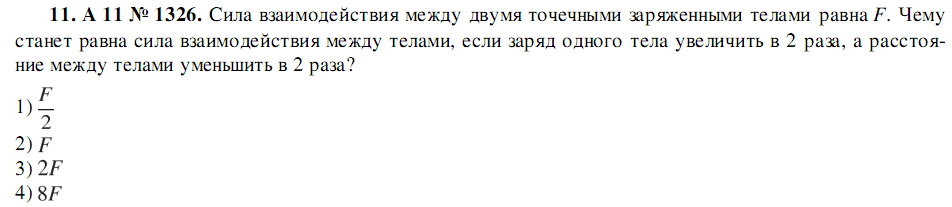 11. А 11 № 1326. Сила взаимодействия между двумя точечными заряженными телами равна F. Чему
станет равна сила взаимодействия между телами, если заряд одного тела увеличить в 2 раза, а расстоя-
ние между телами уменьшить в 2 раза?
1) F/2
2) F
3) 2F
4) 8F